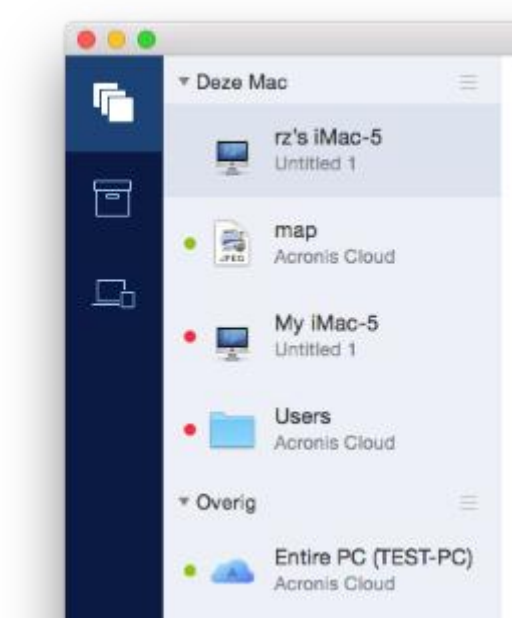 Deze Mac
rz's iMac-5
Untitled 1
JPEG
map
Acronis Cloud
My iMac-5
Untitled 1
Users
Acronis Cloud
Overig
Entire PC (TEST-PC)
Acronis Cloud